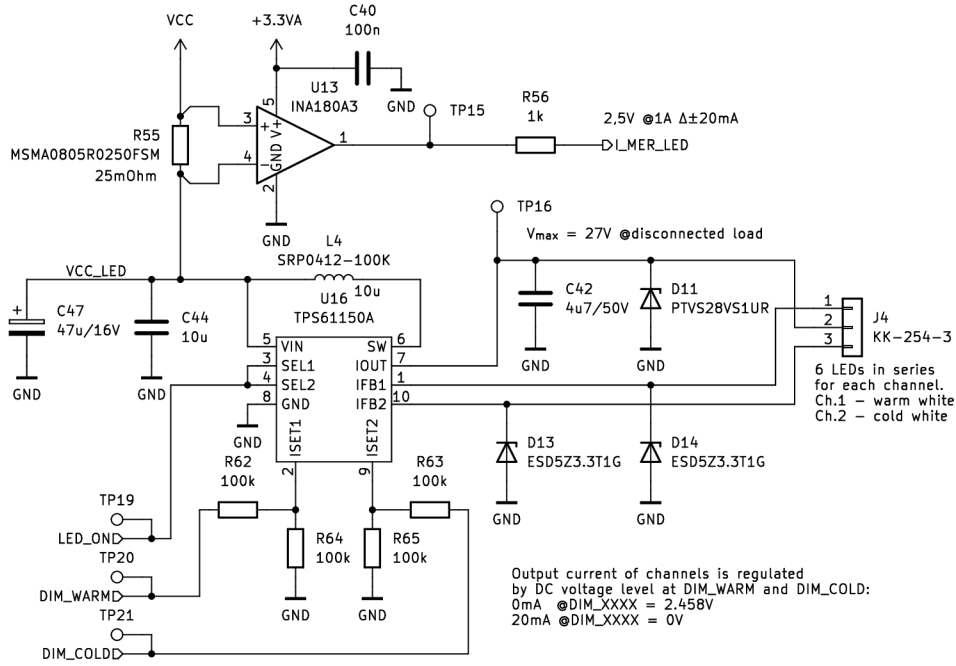 VCC
+3.3VA
C40
100n
GND
U13
INA180A3
5
V+
3
+
4
−
GND
2
1
GND
R55
MSMA0805R0250FSM
25mOhm
TP15
R56
1k
2,5V @1A Δ±20mA
I_MER_LED
TP16
Vmax = 27V @disconnected load
VCC_LED
L4
SRP0412-100K
10u
U16
TPS61150A
+
C47
47u/16V
GND
C44
10u
GND
C42
4u7/50V
GND
D11
PTVS28VS1UR
GND
1
2
3
J4
KK-254-3
6 LEDs in series
for each channel.
Ch.1 − warm white
Ch.2 − cold white
5 VIN
3 SEL1
4 SEL2
8 GND
SW 6
IOUT 7
IFB1 1
IFB2 10
ISET1
2
ISET2
9
GND
D13
ESD5Z3.3T1G
GND
D14
ESD5Z3.3T1G
GND
R62
100k
R63
100k
R64
100k
GND
R65
100k
GND
TP19
LED_ON
TP20
DIM_WARM
TP21
DIM_COLD
Output current of channels is regulated
by DC voltage level at DIM_WARM and DIM_COLD:
0mA @DIM_XXXX = 2.458V
20mA @DIM_XXXX = 0V